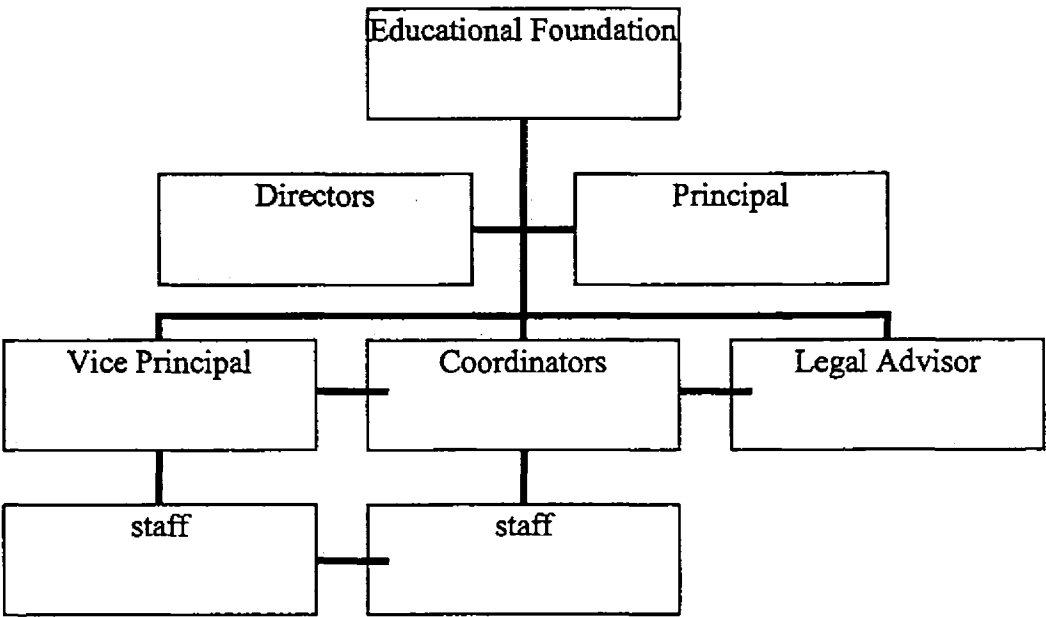 Educational Foundation
Directors
Principal
Vice Principal
Coordinators
Legal Advisor
staff
staff